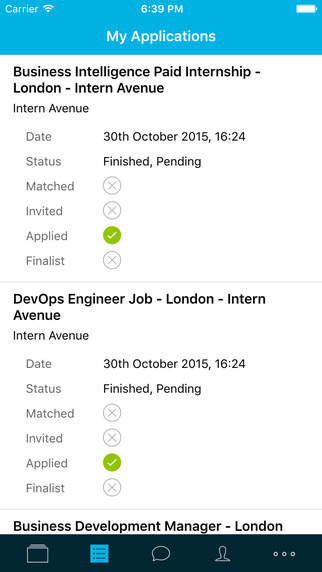 Carrier 6:39 PM
My Applications
Business Intelligence Paid Internship -
London - Intern Avenue
Intern Avenue
Date 30th October 2015, 16:24
Status Finished, Pending
Matched
Invited
Applied
Finalist
DevOps Engineer Job - London - Intern
Avenue
Intern Avenue
Date 30th October 2015, 16:24
Status Finished, Pending
Matched
Invited
Applied
Finalist
Business Development Manager - London